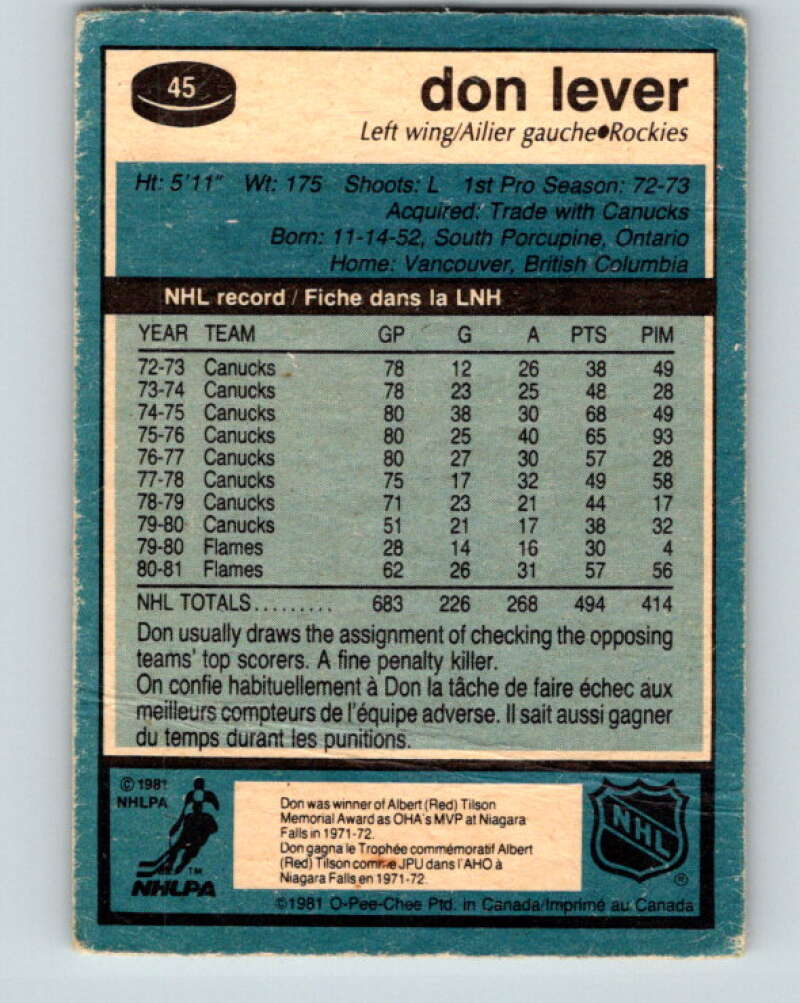 45
don lever
Left wing/Ailier gauche●Rockies
Ht: 5'11" Wt: 175 Shoots: L 1st Pro Season: 72-73
Acquired: Trade with Canucks
Born: 11-14-52, South Porcupine, Ontario
Home: Vancouver, British Columbia
NHL record / Fiche dans la LNH
YEAR TEAM GP G A PTS PIM
72-73 Canucks 78 12 26 38 49
73-74 Canucks 78 23 25 48 28
74-75 Canucks 80 38 30 68 49
75-76 Canucks 80 25 40 65 93
76-77 Canucks 80 27 30 57 28
77-78 Canucks 75 17 32 49 58
78-79 Canucks 71 23 21 44 17
79-80 Canucks 51 21 17 38 32
79-80 Flames 28 14 16 30 4
80-81 Flames 62 26 31 57 56
NHL TOTALS......... 683 226 268 494 414
Don usually draws the assignment of checking the opposing
teams' top scorers. A fine penalty killer.
On confie habituellement à Don la tâche de faire échec aux
meilleurs compteurs de l'équipe adverse. Il sait aussi gagner
du temps durant les punitions.
© 1981
NHLPA
TM
NHLPA
Don was winner of Albert (Red) Tilson
Memorial Award as OHA's MVP at Niagara
Falls in 1971-72.
Don gagna le Trophée commémoratif Albert
(Red) Tilson comme JPU dans l'AHO à
Niagara Falls en 1971-72.
NHL
®
©1981 O-Pee-Chee Ptd. in Canada/Imprimé au Canada